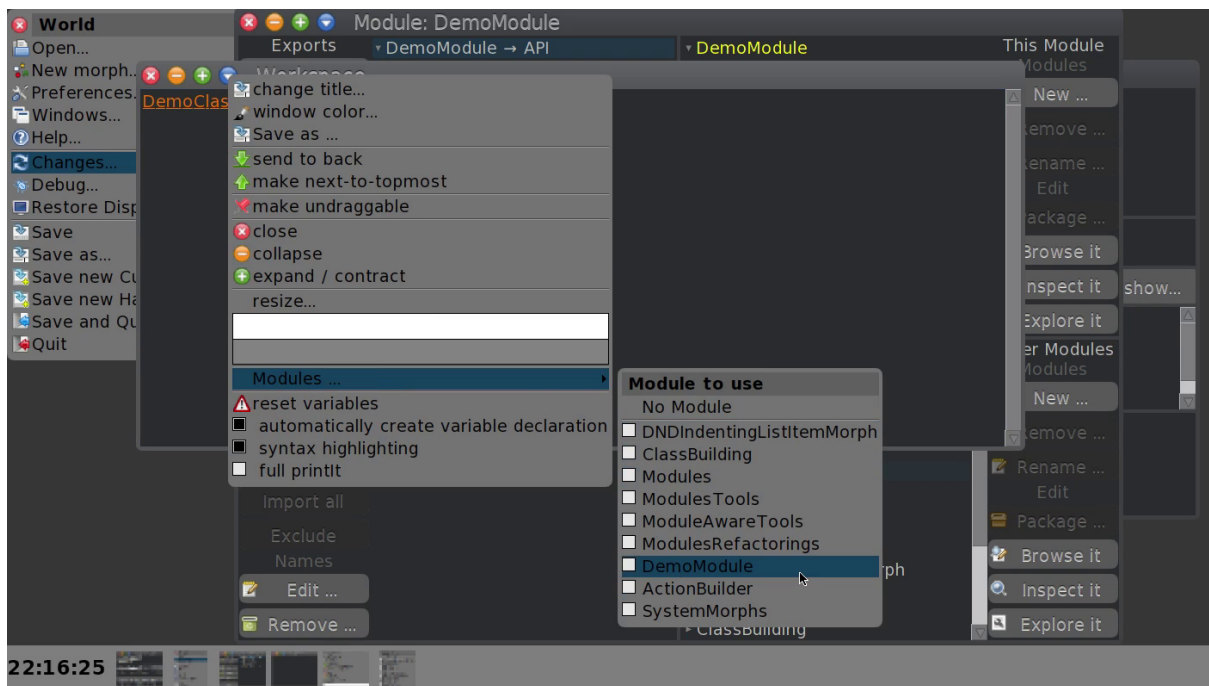 World
Open...
New morph..
Preferences.
Windows...
Help...
Changes...
Debug...
Restore Disp
Save
Save as...
Save new Cu
Save new Ha
Save and Qu
Quit
Module: DemoModule
Exports
DemoModule → API
DemoModule
Workspace
DemoClas
change title...
window color...
Save as ...
send to back
make next-to-topmost
make undraggable
close
collapse
expand / contract
resize...
Modules ...
reset variables
automatically create variable declaration
syntax highlighting
full printIt
Module to use
No Module
DNDIndentingListItemMorph
ClassBuilding
Modules
ModulesTools
ModuleAwareTools
ModulesRefactorings
DemoModule
ActionBuilder
SystemMorphs
rph
ClassBuilding
Import all
Exclude
Names
Edit ...
Remove ...
This Module
Modules
New ...
emove ...
ename ...
Edit
ackage ...
Browse it
nspect it
Explore it
er Modules
Modules
New ...
emove ...
Rename ...
Edit
Package ...
Browse it
Inspect it
Explore it
show...
22:16:25